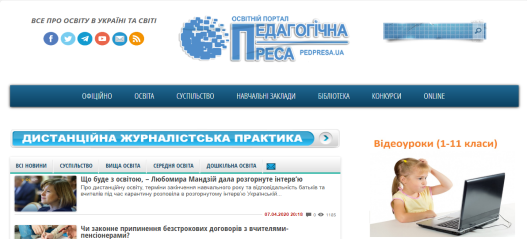 ВСЕ ПРО ОСВІТУ В УКРАЇНІ ТА СВІТІ
ОСВІТНІЙ ПОРТАЛ
ПЕДАГОГІЧНА
ПРЕСА
PEDPRESA.UA
ОФІЦІЙНО ОСВІТА СУСПІЛЬСТВО НАВЧАЛЬНІ ЗАКЛАДИ БІБЛІОТЕКА КОНКУРСИ ONLINE
ДИСТАНЦІЙНА ЖУРНАЛІСТСЬКА ПРАКТИКА
Відеоуроки (1-11 класи)
ВСІ НОВИНИ СУСПІЛЬСТВО ВИЩА ОСВІТА СЕРЕДНЯ ОСВІТА ДОШКІЛЬНА ОСВІТА
Що буде з освітою, – Любомира Мандзій дала розгорнуте інтерв'ю
Про дистанційну освіту, терміни закінчення навчального року та відповідальність батьків та
вчителів під час карантину розповіла в розгорнутому інтерв'ю Українській...
07.04.2020 20:19 0 1165
Чи законне припинення безстрокових договорів з вчителями-
пенсіонерами?